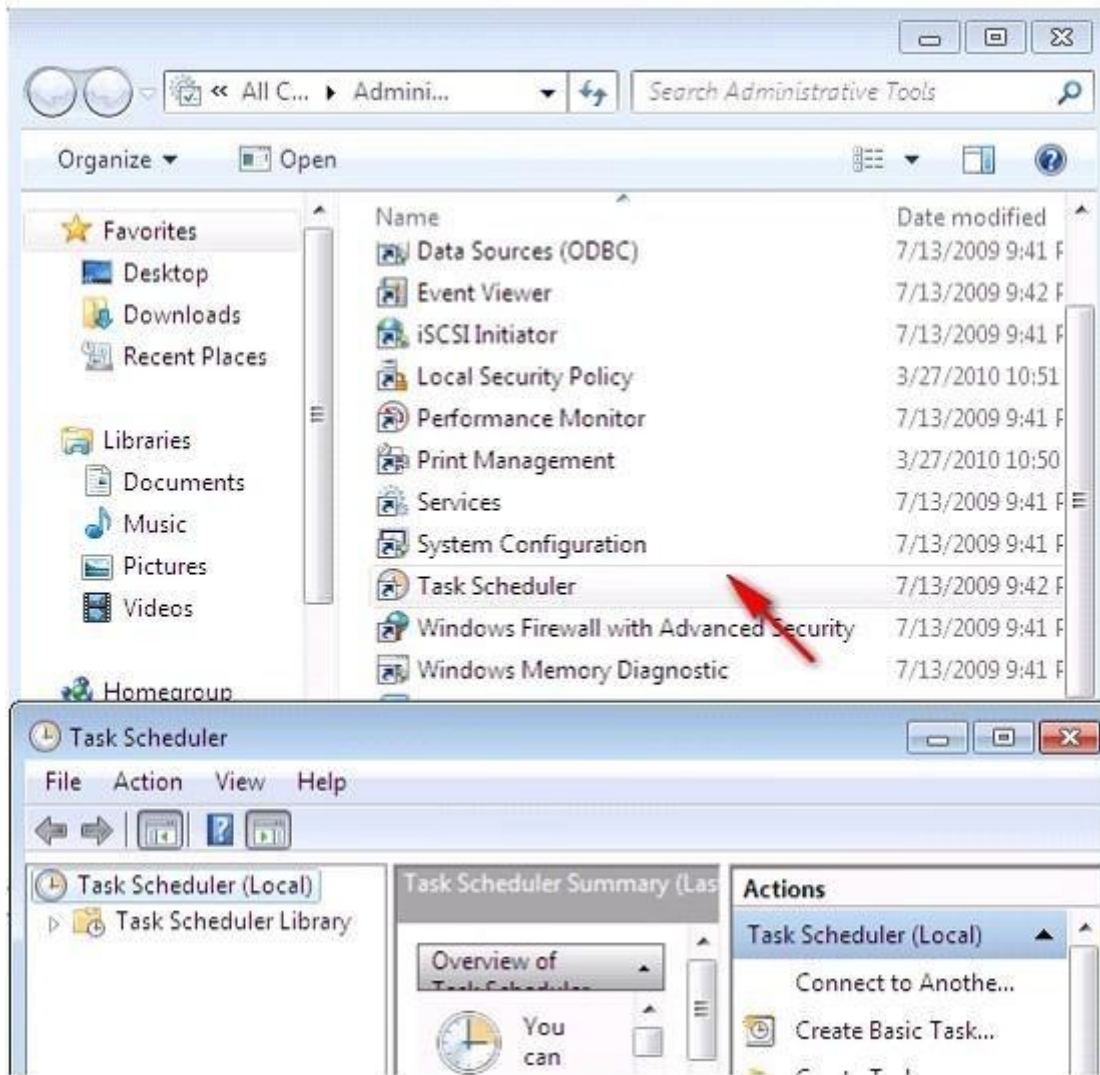 « All C... ▸ Admini...
Search Administrative Tools
Organize
Open
Favorites
Desktop
Downloads
Recent Places
Libraries
Documents
Music
Pictures
Videos
Homegroup
Name Date modified
Data Sources (ODBC) 7/13/2009 9:41
Event Viewer 7/13/2009 9:42
iSCSI Initiator 7/13/2009 9:41
Local Security Policy 3/27/2010 10:51
Performance Monitor 7/13/2009 9:41
Print Management 3/27/2010 10:50
Services 7/13/2009 9:41
System Configuration 7/13/2009 9:41
Task Scheduler 7/13/2009 9:42
Windows Firewall with Advanced Security 7/13/2009 9:41
Windows Memory Diagnostic 7/13/2009 9:41
Task Scheduler
File Action View Help
Task Scheduler (Local)
Task Scheduler Library
Task Scheduler Summary (Las
Overview of
You
can
Actions
Task Scheduler (Local)
Connect to Anothe...
Create Basic Task...